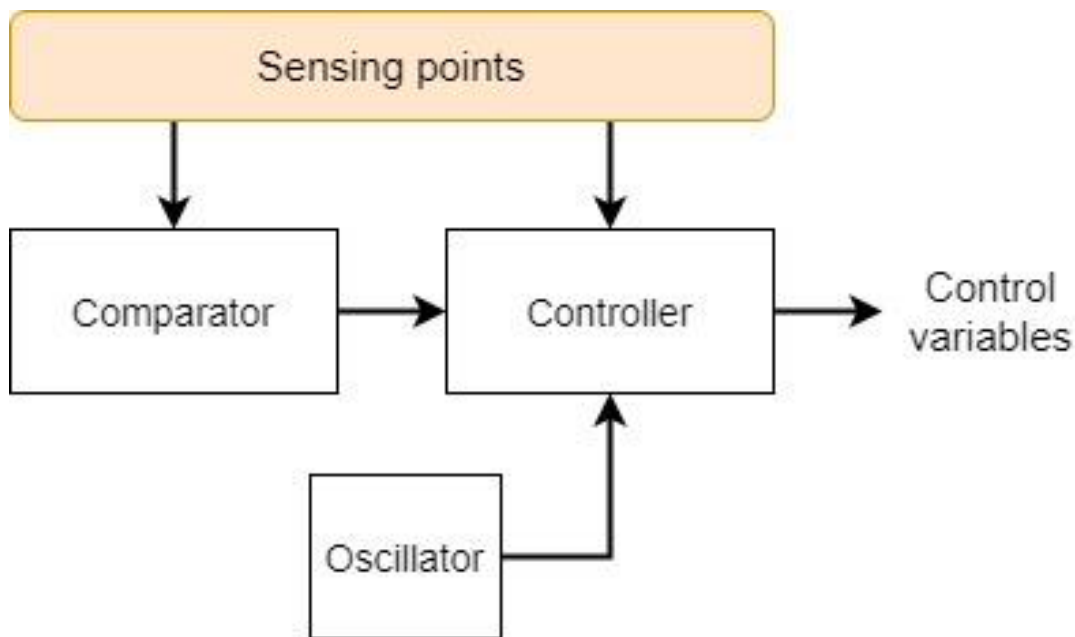 Sensing points
Comparator
Controller
Control
variables
Oscillator